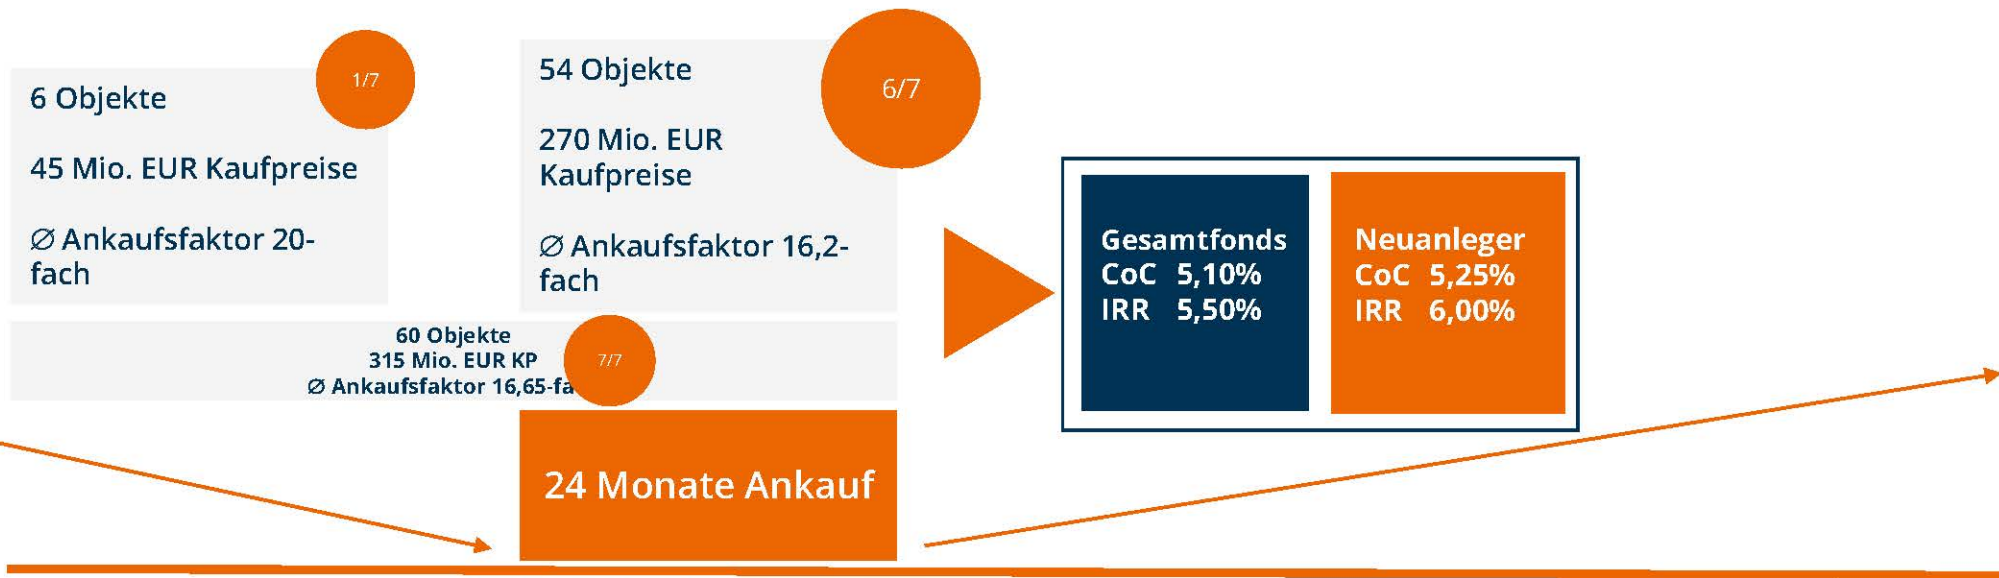 6 Objekte
45 Mio. EUR Kaufpreise
∅ Ankaufsfaktor 20-
fach
1/7
54 Objekte
270 Mio. EUR
Kaufpreise
∅ Ankaufsfaktor 16,2-
fach
6/7
60 Objekte
315 Mio. EUR KP
∅ Ankaufsfaktor 16,65-fa
7/7
24 Monate Ankauf
Gesamtfonds
CoC 5,10%
IRR 5,50%
Neuanleger
CoC 5,25%
IRR 6,00%